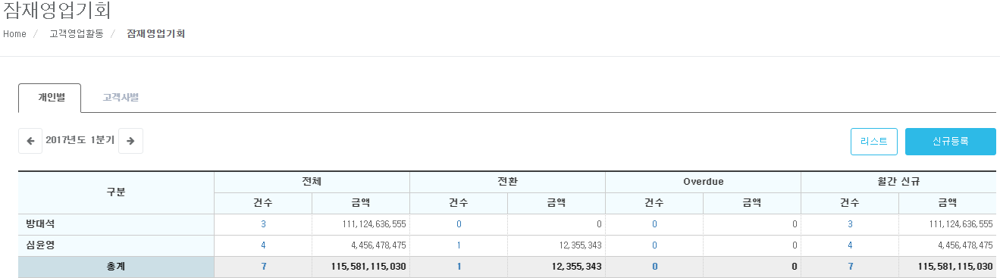 잠재영업기회
Home / 고객영업활동 / 잠재영업기회
개인별 고객사별
← 2017년도 1분기 → 리스트 신규등록
구분 전체 전환 Overdue 월간 신규
건수 금액 건수 금액 건수 금액 건수 금액
방대석 3 111,124,636,555 0 0 0 0 3 111,124,636,555
심윤영 4 4,456,478,475 1 12,355,343 0 0 4 4,456,478,475
총계 7 115,581,115,030 1 12,355,343 0 0 7 115,581,115,030